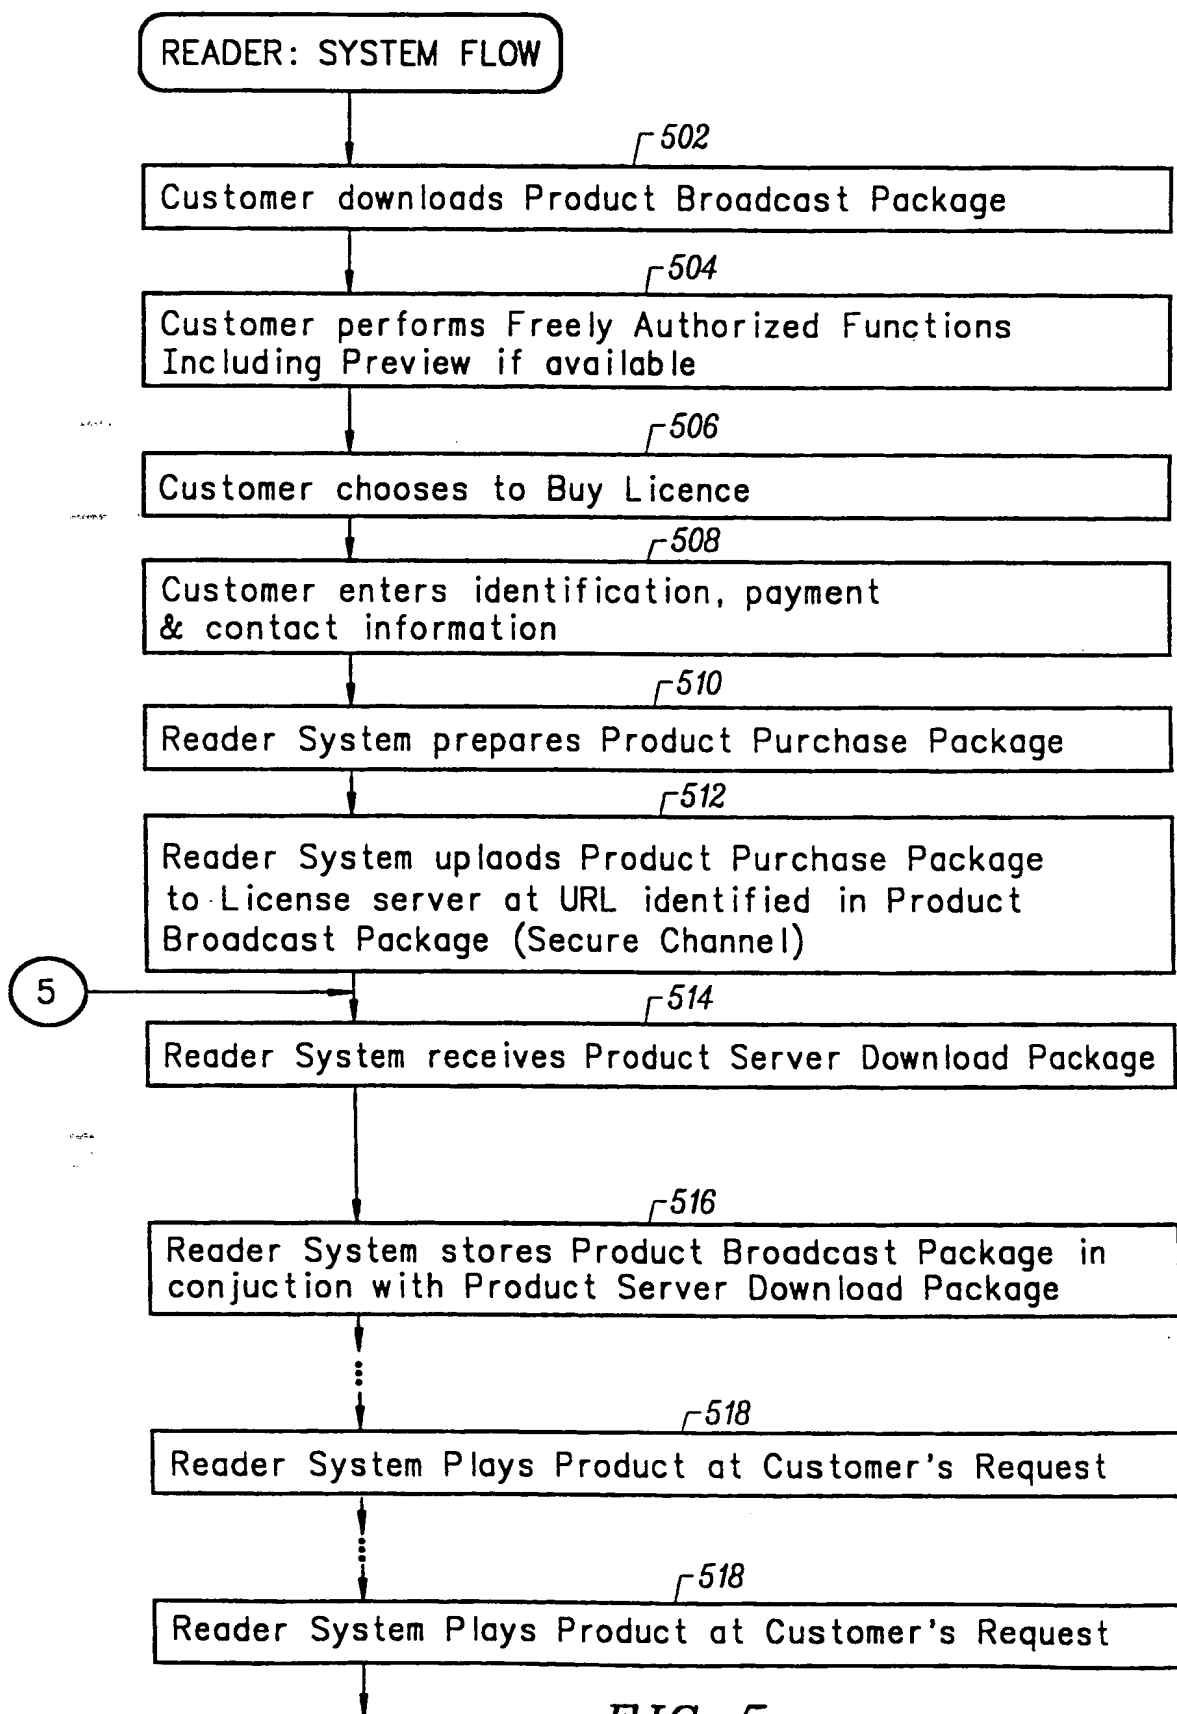 READER: SYSTEM FLOW
502
Customer downloads Product Broadcast Package
504
Customer performs Freely Authorized Functions
Including Preview if available
506
Customer chooses to Buy Licence
508
Customer enters identification, payment
& contact information
510
Reader System prepares Product Purchase Package
512
Reader System uplaods Product Purchase Package
to License server at URL identified in Product
Broadcast Package (Secure Channel)
5
514
Reader System receives Product Server Download Package
516
Reader System stores Product Broadcast Package in
conjuction with Product Server Download Package
518
Reader System Plays Product at Customer's Request
518
Reader System Plays Product at Customer's Request
FIG. 5